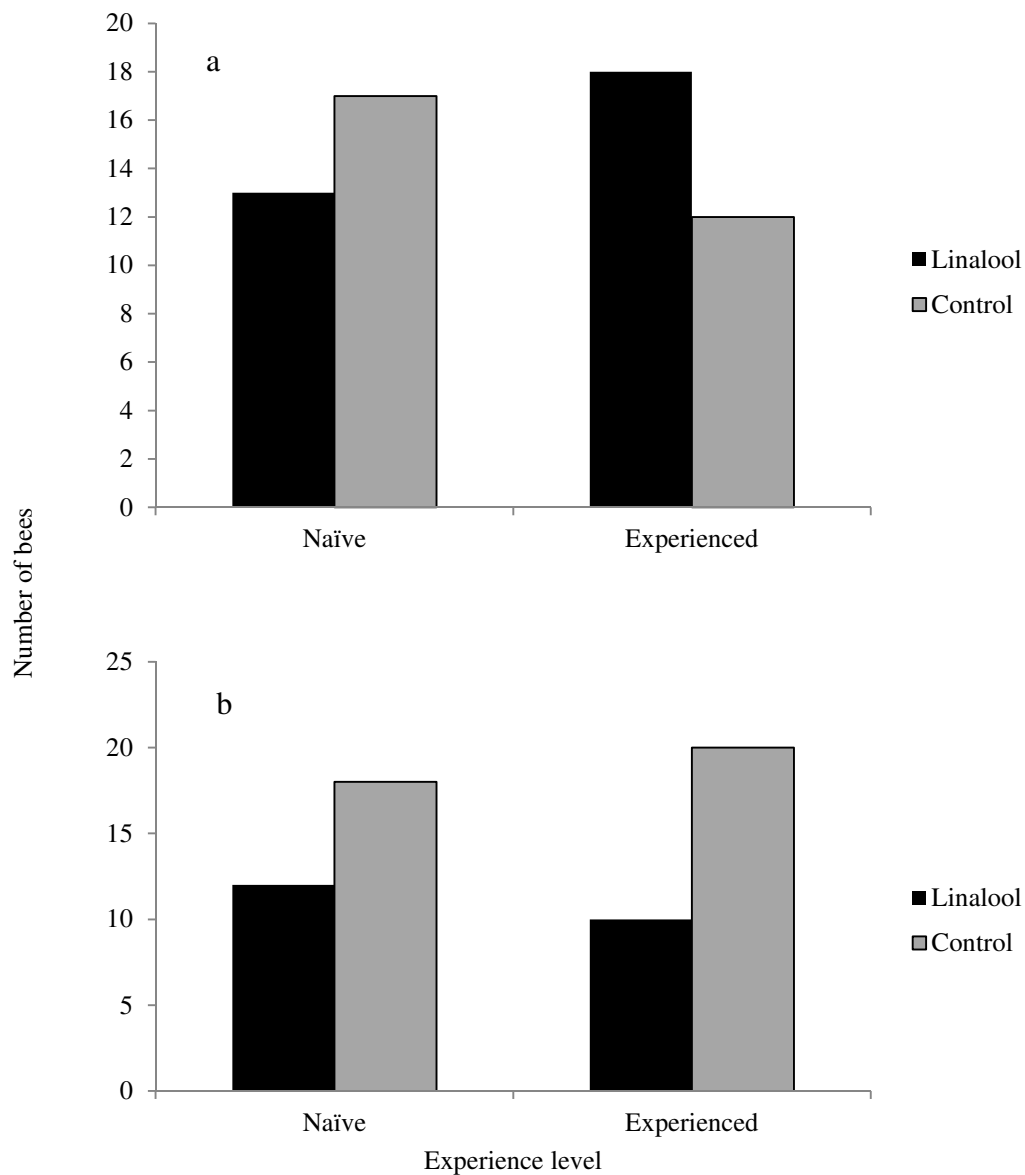 20
18
16
14
12
10
8
6
4
2
0
a
Naïve
Experienced
Linalool
Control
Number of bees
25
20
15
10
5
0
b
Naïve
Experienced
Linalool
Control
Experience level